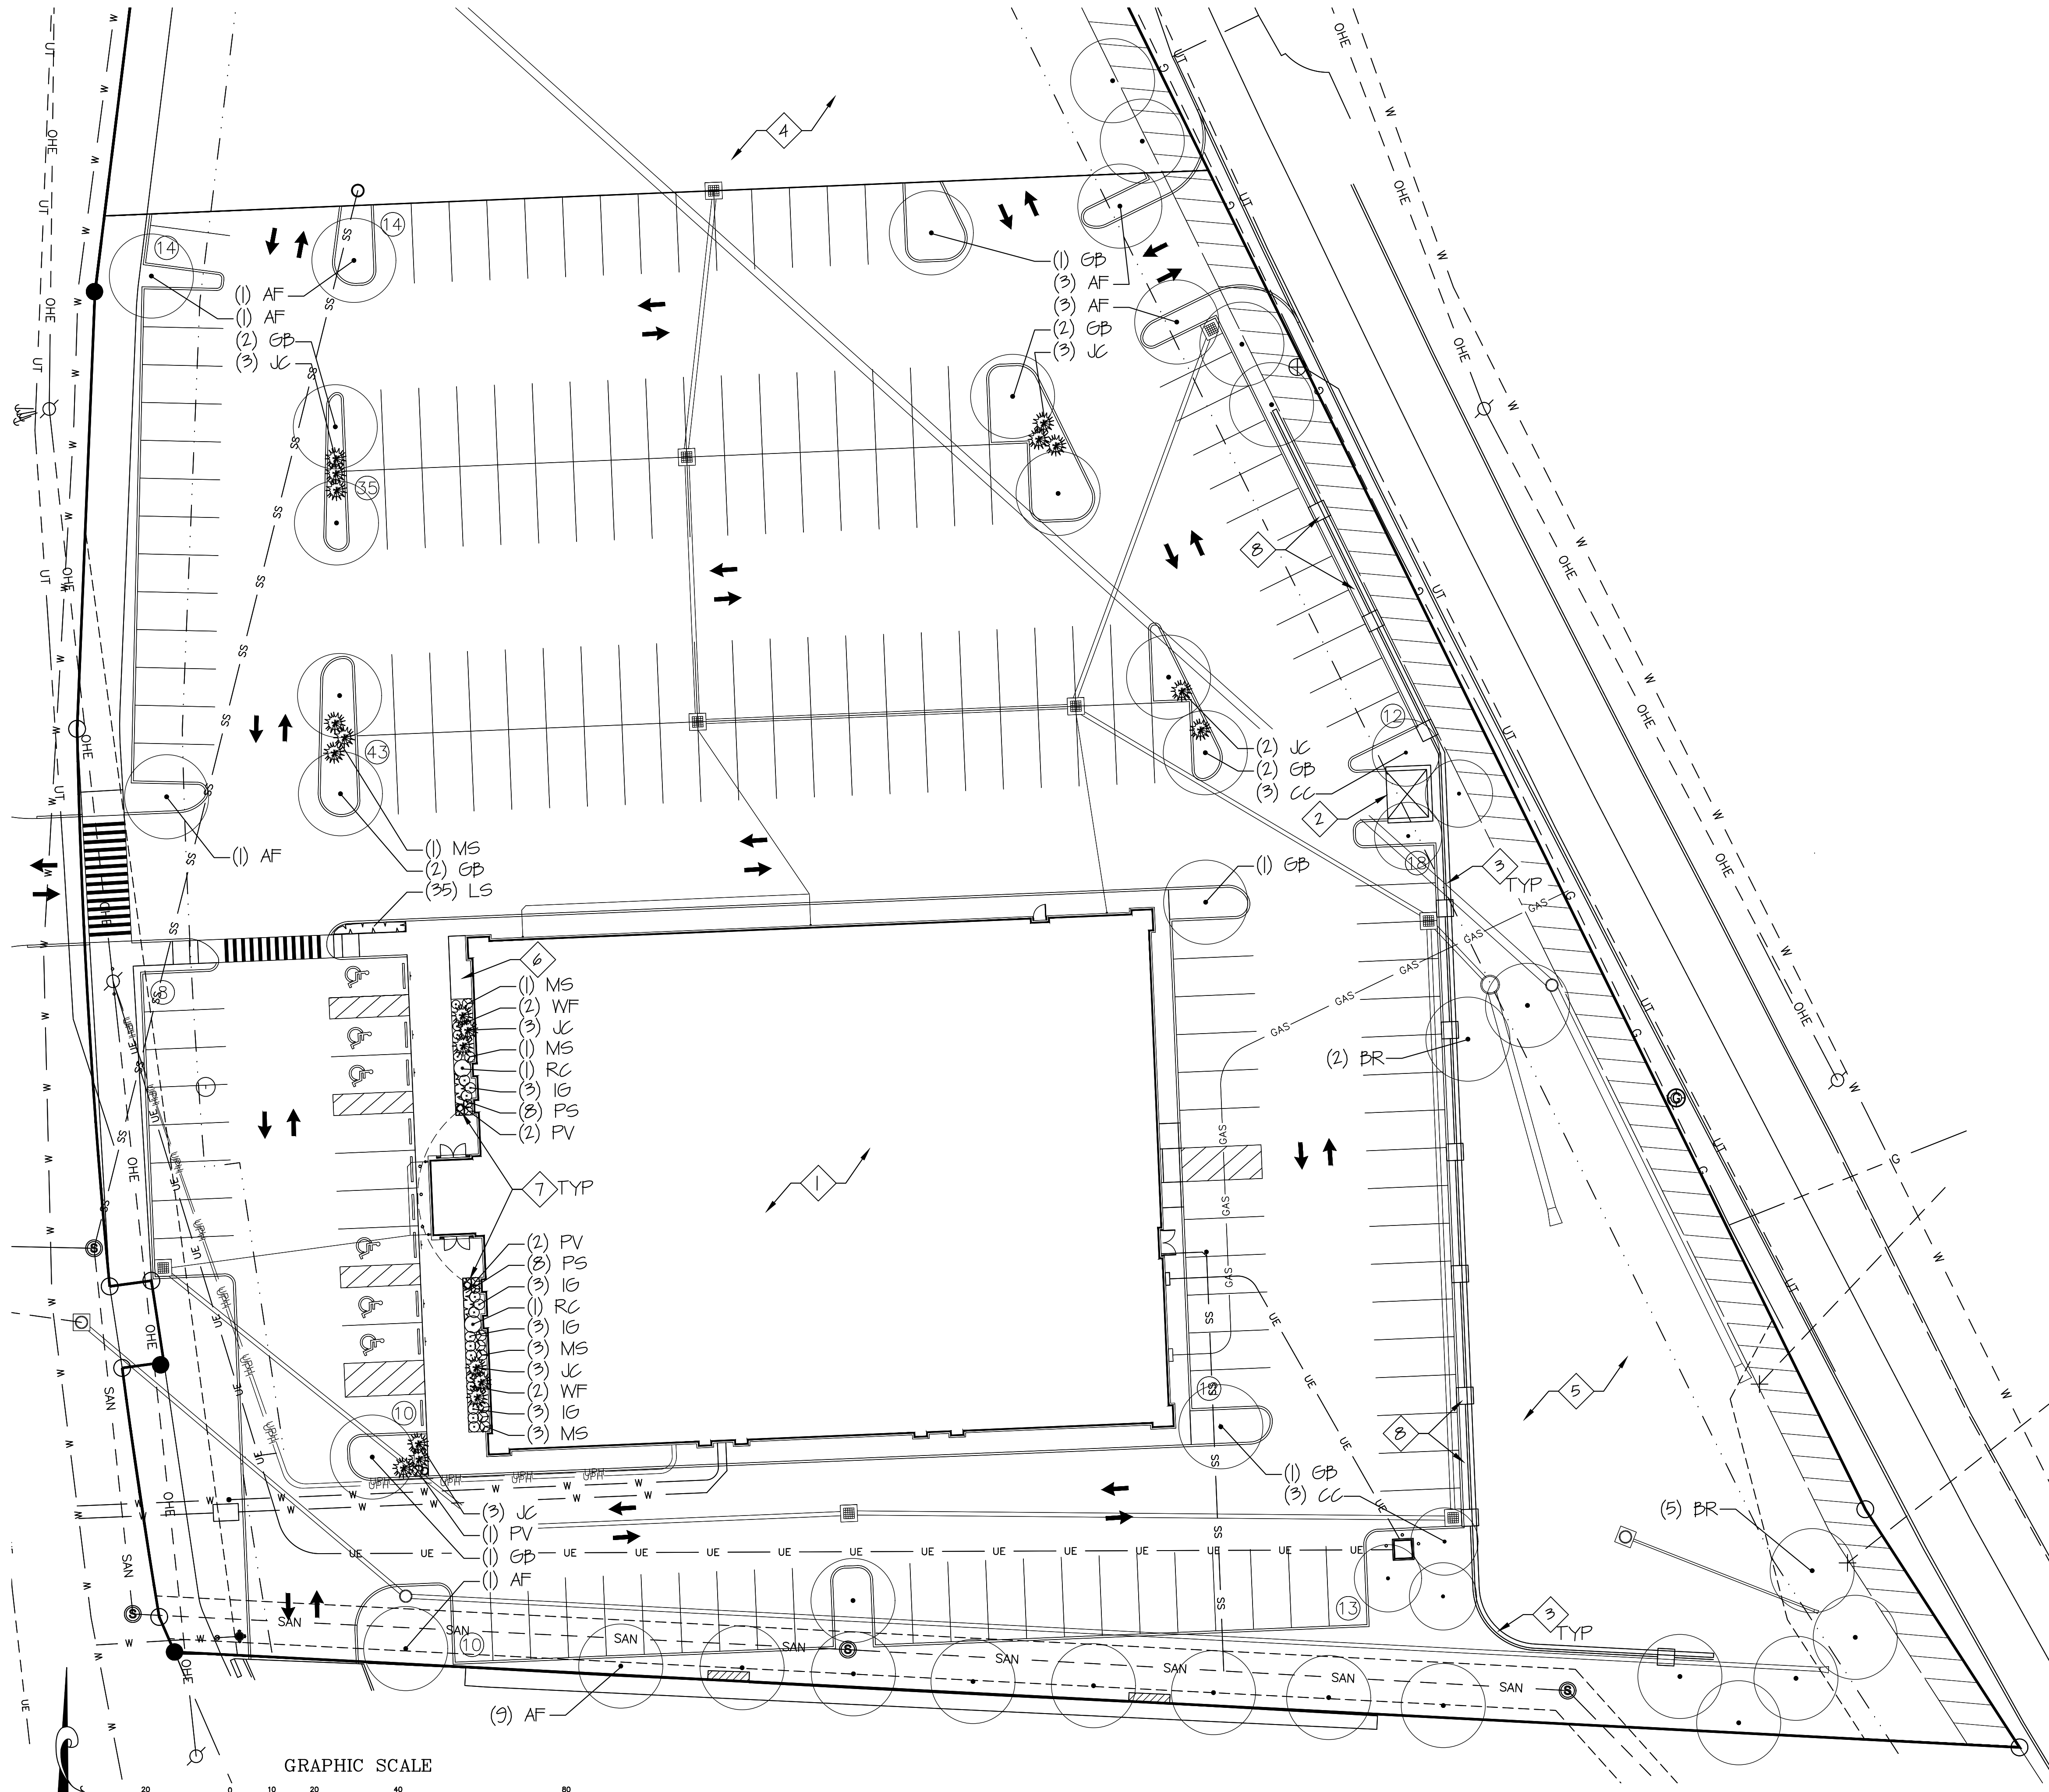 4
14
14
(1) AF
(1) AF
(2) GB
(3) JC
(1) GB
(3) AF
(3) AF
(2) GB
(3) JC
35
8
12
43
(2) JC
(2) GB
(3) CC
2
(1) AF
(1) MS
(2) GB
(35) LS
(1) GB
18
3
TYP
6
(1) MS
(2) WF
(3) JC
(1) MS
(1) RC
(3) IG
(8) PS
(2) PV
8
(2) BR
7 TYP
1
(2) PV
(8) PS
(3) IG
(1) RC
(3) IG
(3) MS
(3) JC
(2) WF
(3) IG
(3) MS
10
5
8
(1) GB
(3) CC
(5) BR
(3) JC
(1) PV
(1) GB
(1) AF
10
13
3
TYP
(9) AF
UT
OHE
W
SS
G
GAS
UE
UPH
SAN
S
GRAPHIC SCALE
20 0 10 20 40 80